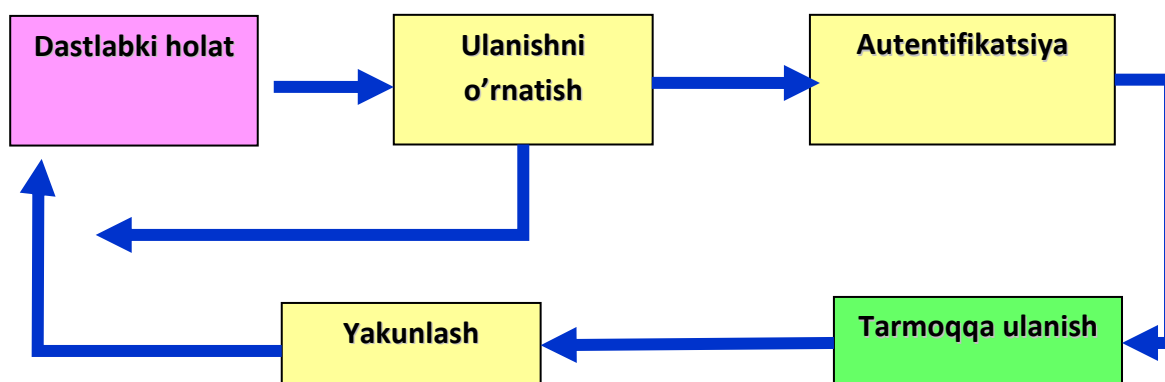 Dastlabki holat
Ulanishni
o’rnatish
Autentifikatsiya
Yakunlash
Tarmoqqa ulanish